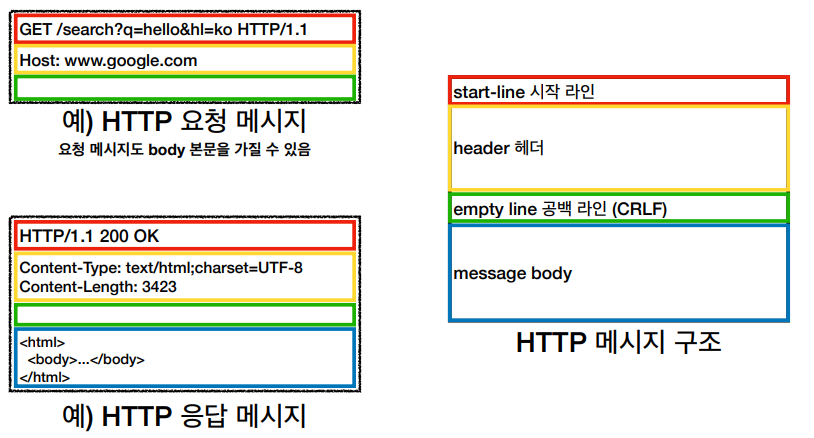 GET /search?q=hello&hl=ko HTTP/1.1
Host: www.google.com
예) HTTP 요청 메시지
요청 메시지도 body 본문을 가질 수 있음
HTTP/1.1 200 OK
Content-Type: text/html;charset=UTF-8
Content-Length: 3423
<html>
<body>...</body>
</html>
예) HTTP 응답 메시지
start-line 시작 라인
header 헤더
empty line 공백 라인 (CRLF)
message body
HTTP 메시지 구조